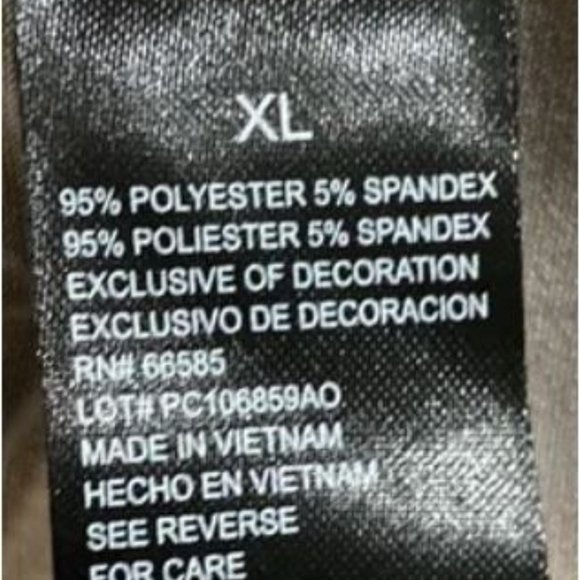 XL
95% POLYESTER 5% SPANDEX
95% POLIESTER 5% SPANDEX
EXCLUSIVE OF DECORATION
EXCLUSIVO DE DECORACION
RN# 66585
LOT# PC106859AO
MADE IN VIETNAM
HECHO EN VIETNAM
SEE REVERSE
FOR CARE